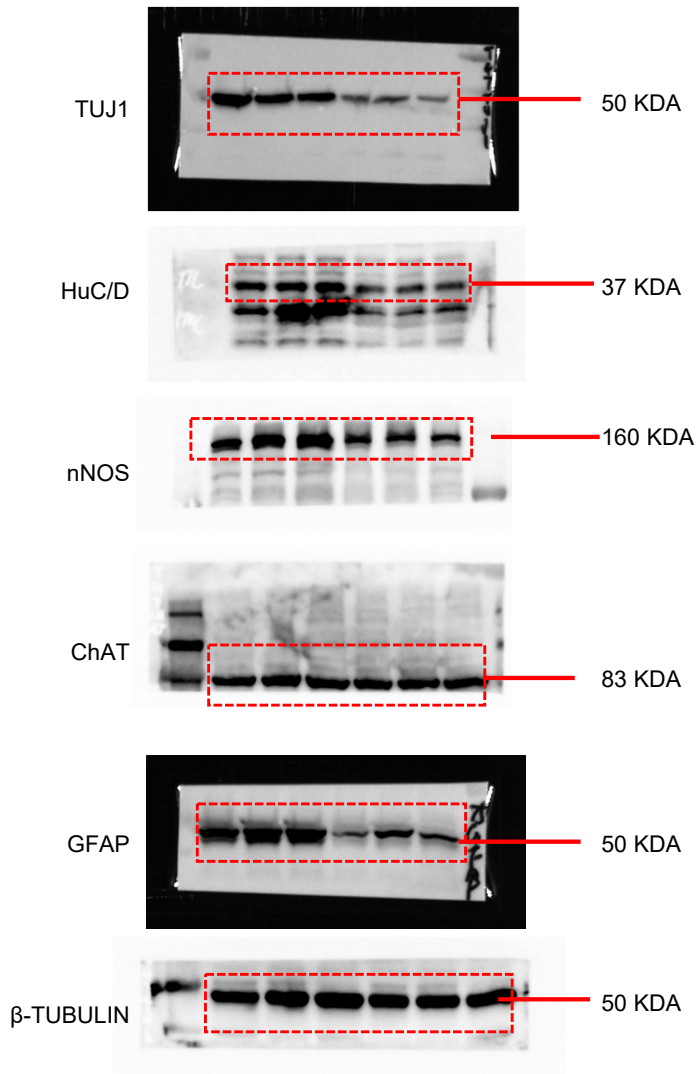 TUJ1
50 KDA
HuC/D
37 KDA
nNOS
160 KDA
ChAT
83 KDA
GFAP
50 KDA
β-TUBULIN
50 KDA